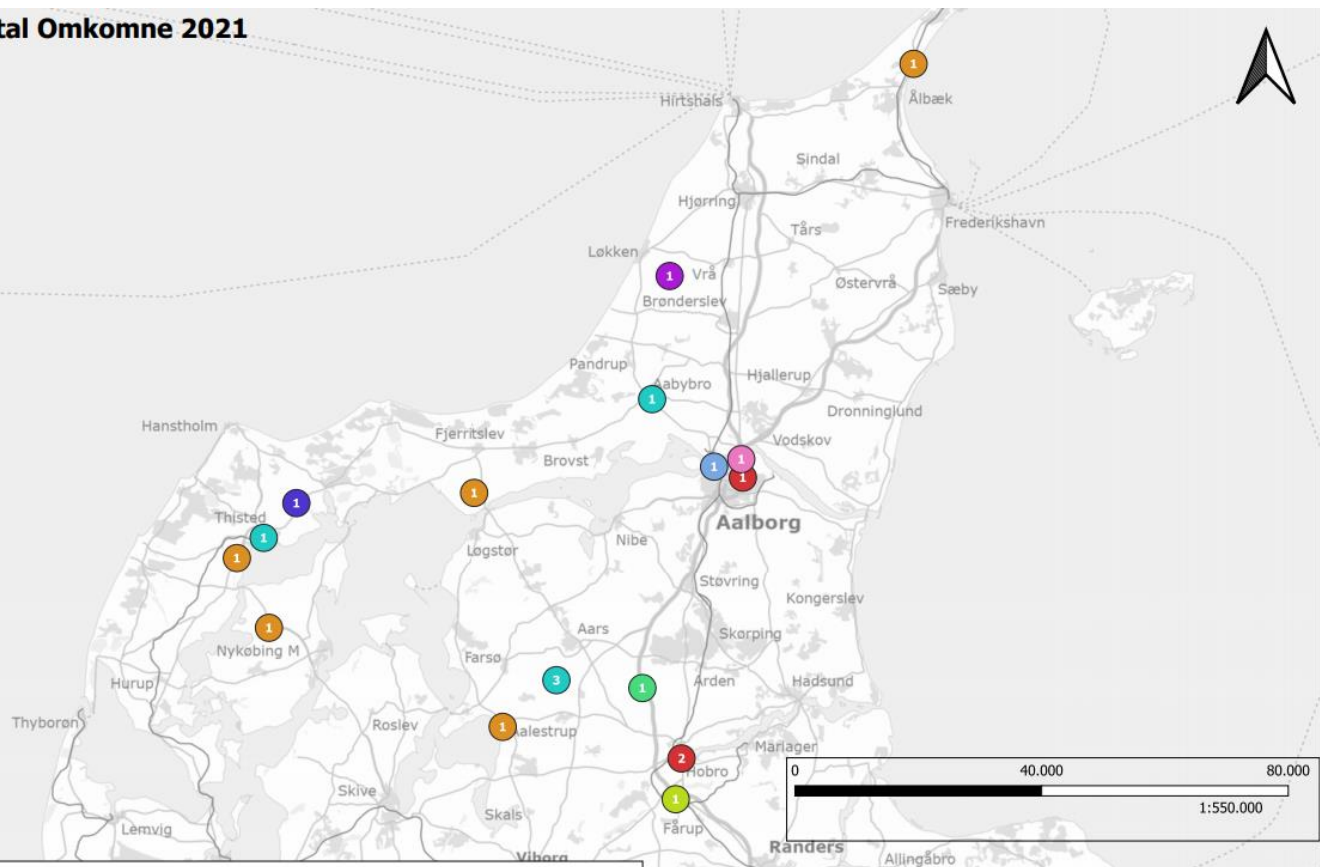 tal Omkomne 2021
1
Ålbæk
Hirtshals
Sindal
Hjørring
Frederikshavn
Tårs
Løkken
1
Vrå
Østervrå
Sæby
Brønderslev
Pandrup
Hjallerup
Aabybro
1
Dronninglund
Hanstholm
Fjerritslev
Vodskov
Brovst
1
1
1
1
1
Thisted
Aalborg
1
Nibe
Løgstør
1
Støvring
Kongerslev
1
Aars
Skørping
Nykøbing M
Farsø
3
1
Arden
Hadsund
Hurup
Thyborøn
Roslev
1
Aalestrup
Mariager
2
Hobro
0
40.000
80.000
Skive
1
1:550.000
Skals
Fårup
Lemvig
Randers
Viborg
Allingåbro